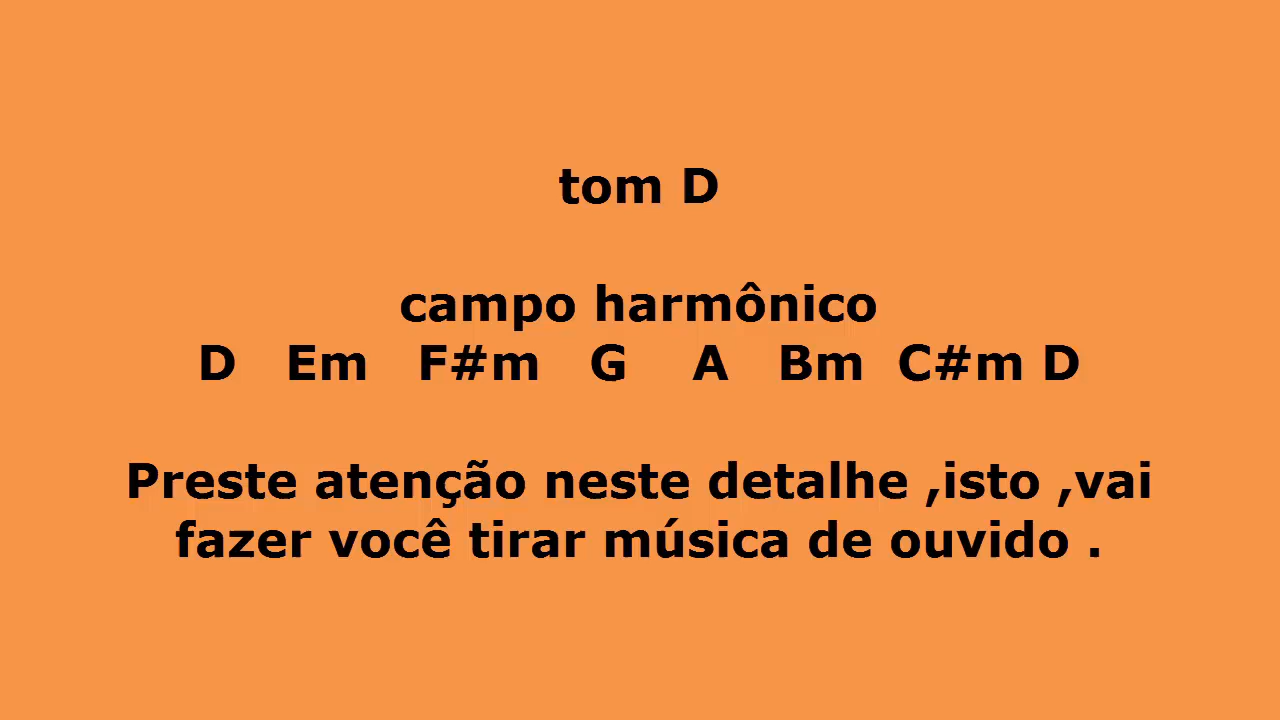 tom D
campo harmônico
D Em F#m G A Bm C#m D
Preste atenção neste detalhe ,isto ,vai
fazer você tirar música de ouvido .